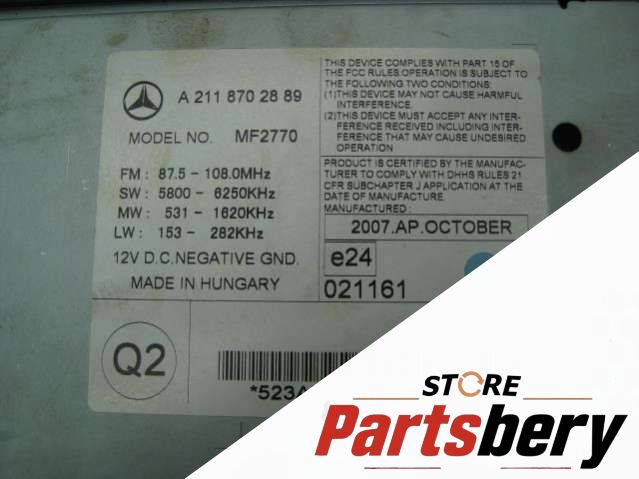 A 211 870 28 89
MODEL NO. MF2770
FM : 87.5 - 108.0MHz
SW : 5800 - 6250KHz
MW : 531 - 1620KHz
LW : 153 - 282KHz
12V D.C.NEGATIVE GND.
MADE IN HUNGARY
THIS DEVICE COMPLIES WITH PART 15 OF
THE FCC RULES OPERATION IS SUBJECT TO
THE FOLLOWING TWO CONDITIONS:
(1)THIS DEVICE MAY NOT CAUSE HARMFUL
INTERFERENCE.
(2)THIS DEVICE MUST ACCEPT ANY INTER-
FERENCE RECEIVED INCLUDING INTER-
FERENCE THAT MAY CAUSE UNDESIRED
OPERATION
PRODUCT IS CERTIFIED BY THE MANUFAC-
TURER TO COMPLY WITH DHHS RULES 21
CFR SUBCHAPTER J APPLICATION AT THE
DATE OF MANUFACTURE.
MANUFACTURED :
2007.AP.OCTOBER
e24
021161
Q2
*523A
STORE
Partsbery